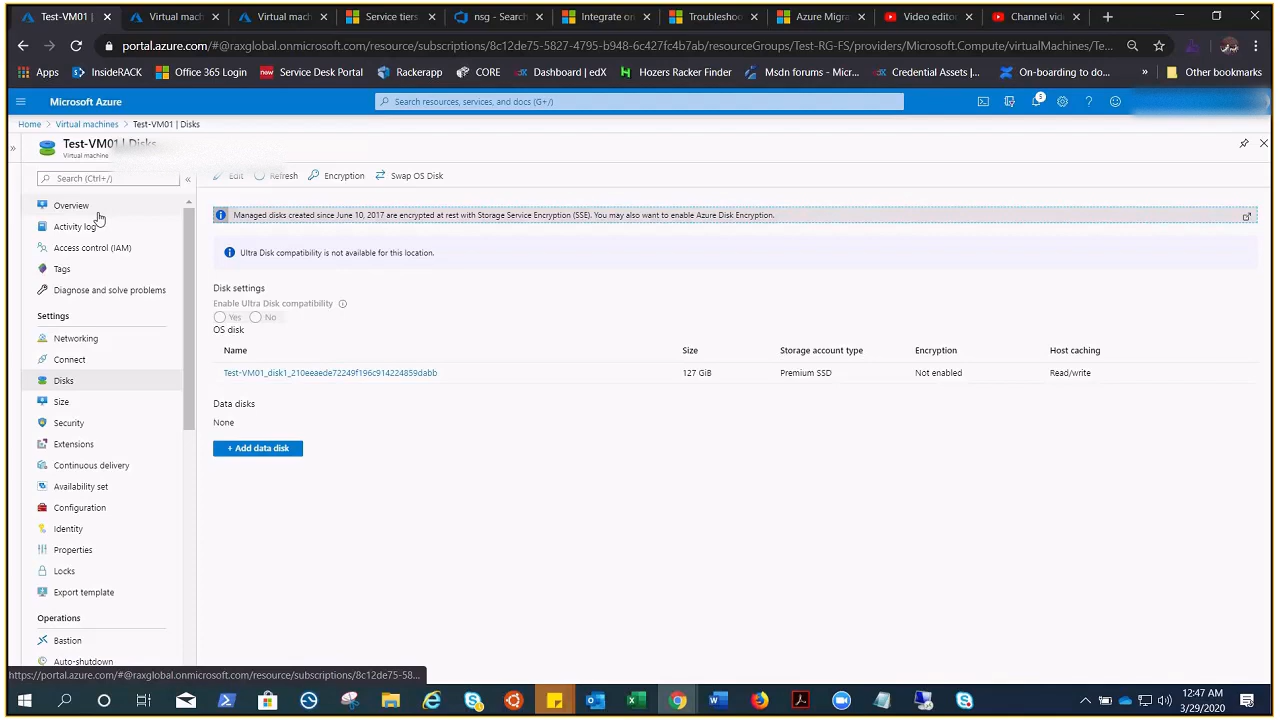 Test-VM01
Virtual mach
Virtual mach
Service tiers
nsg - Search
Integrate on
Troubleshoo
Azure Migra
Video editor
Channel vid
portal.azure.com/#@raxglobal.onmicrosoft.com/resource/subscriptions/8c12de75-5827-4795-b948-6c427fc4b7ab/resourceGroups/Test-RG-FS/providers/Microsoft.Compute/virtualMachines/Te...
Apps
InsideRACK
Office 365 Login
new Service Desk Portal
Rackerapp
CORE
Dashboard | edX
Hozers Racker Finder
Msdn forums - Micr...
Credential Assets |...
On-boarding to do...
»
Other bookmarks
Microsoft Azure
Search resources, services, and docs (G+/)
5
Home > Virtual machines > Test-VM01 | Disks
Test-VM01 | Disks
Virtual machine
Search (Ctrl+/)
«
Edit
Refresh
Encryption
Swap OS Disk
Overview
Activity log
Access control (IAM)
Tags
Diagnose and solve problems
Settings
Networking
Connect
Disks
Size
Security
Extensions
Continuous delivery
Availability set
Configuration
Identity
Properties
Locks
Export template
Operations
Bastion
Auto-shutdown
Managed disks created since June 10, 2017 are encrypted at rest with Storage Service Encryption (SSE). You may also want to enable Azure Disk Encryption.
Ultra Disk compatibility is not available for this location.
Disk settings
Enable Ultra Disk compatibility
Yes
No
OS disk
Name Size Storage account type Encryption Host caching
Test-VM01_disk1_210eeaede72249f196c914224859dabb 127 GiB Premium SSD Not enabled Read/write
Data disks
None
+ Add data disk
https://portal.azure.com/#@raxglobal.onmicrosoft.com/resource/subscriptions/8c12de75-58...
12:47 AM
3/29/2020